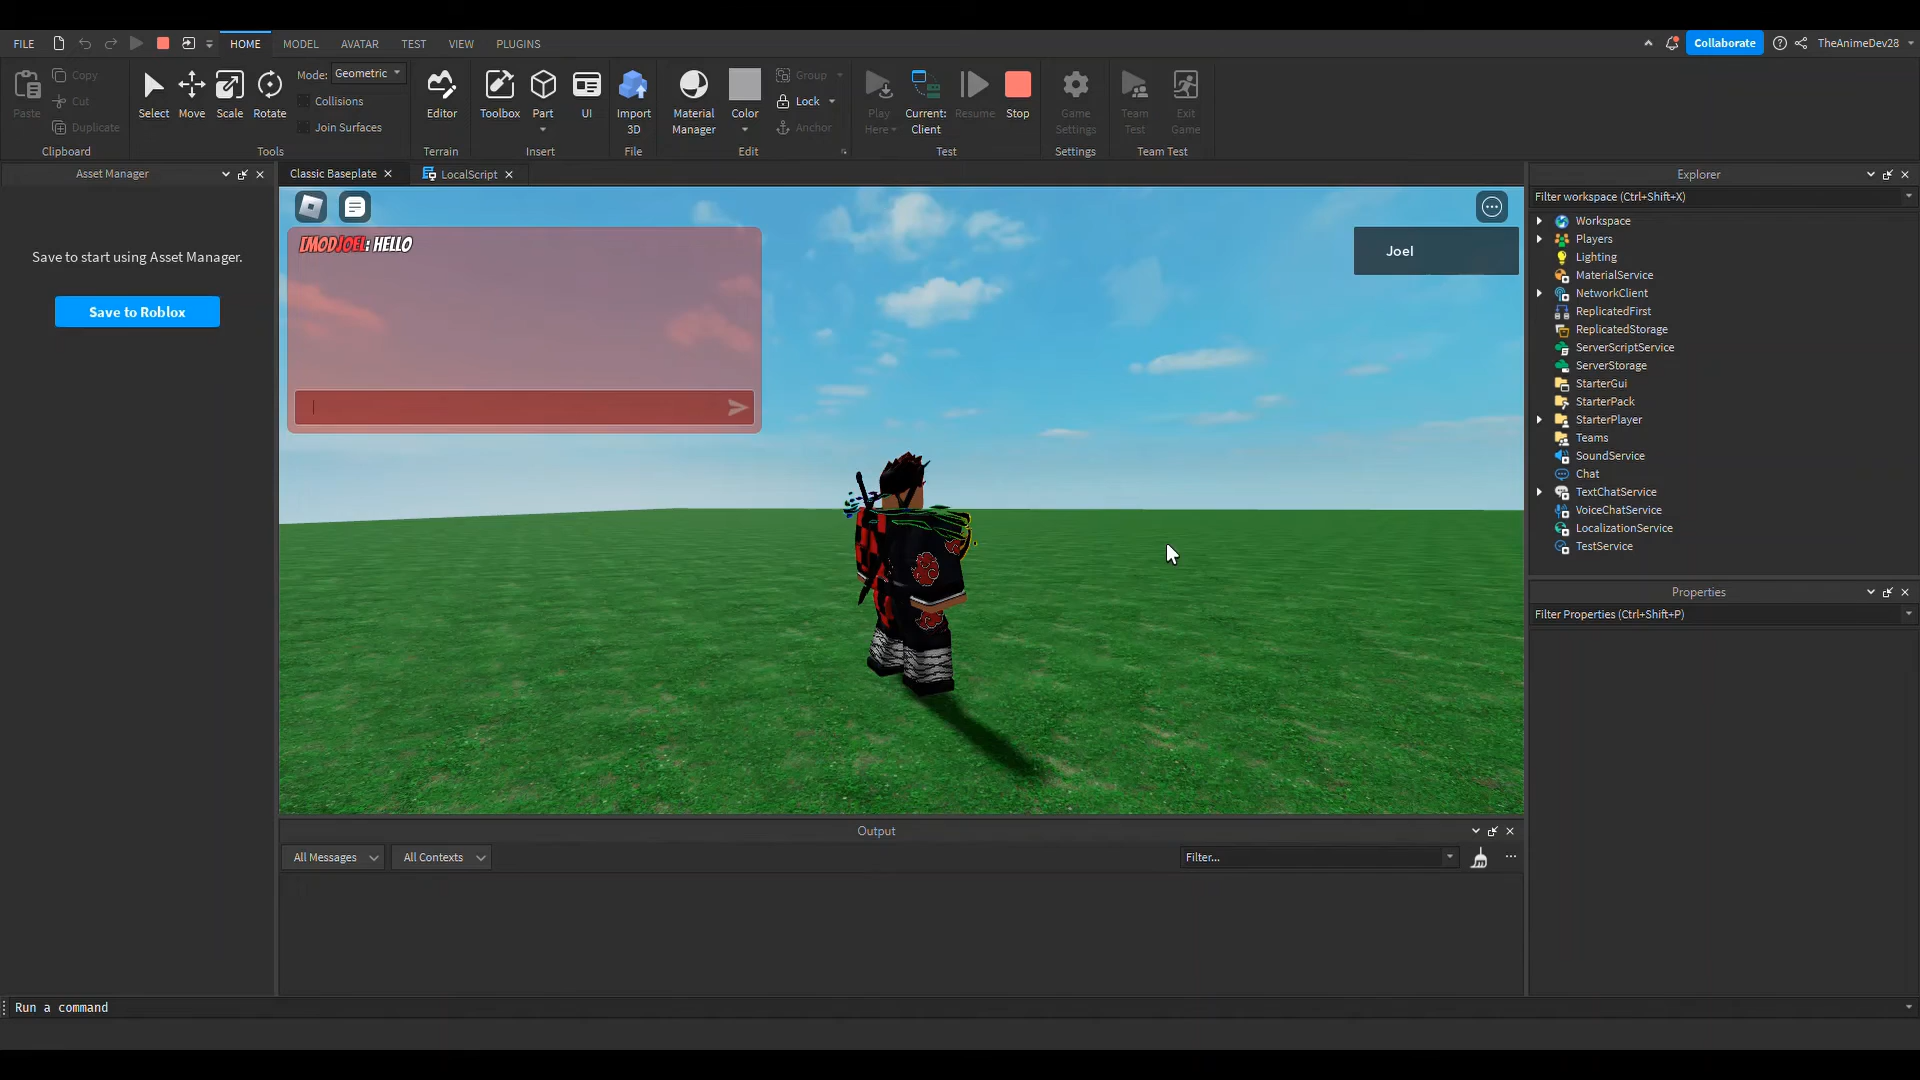 FILE
HOME
MODEL
AVATAR
TEST
VIEW
PLUGINS
Collaborate
TheAnimeDev28
Paste
Copy
Cut
Duplicate
Clipboard
Select
Move
Scale
Rotate
Mode: Geometric
Collisions
Join Surfaces
Tools
Editor
Terrain
Toolbox
Part
UI
Insert
Import
3D
File
Material
Manager
Color
Group
Lock
Anchor
Edit
Play
Here
Current:
Client
Resume
Stop
Test
Game
Settings
Settings
Team
Test
Exit
Game
Team Test
Asset Manager
Save to start using Asset Manager.
Save to Roblox
Classic Baseplate
LocalScript
[MODJOEL: HELLO
Joel
Explorer
Filter workspace (Ctrl+Shift+X)
Workspace
Players
Lighting
MaterialService
NetworkClient
ReplicatedFirst
ReplicatedStorage
ServerScriptService
ServerStorage
StarterGui
StarterPack
StarterPlayer
Teams
SoundService
Chat
TextChatService
VoiceChatService
LocalizationService
TestService
Properties
Filter Properties (Ctrl+Shift+P)
Output
All Messages
All Contexts
Filter...
Run a command